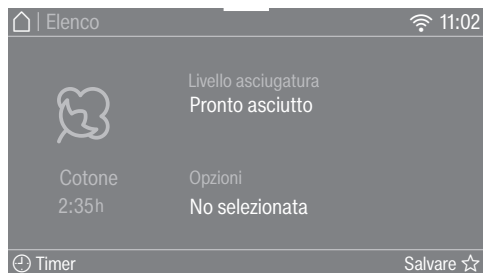 | Elenco 11:02
Livello asciugatura
Pronto asciutto
Cotone
2:35h
Opzioni
No selezionata
Timer
Salvare